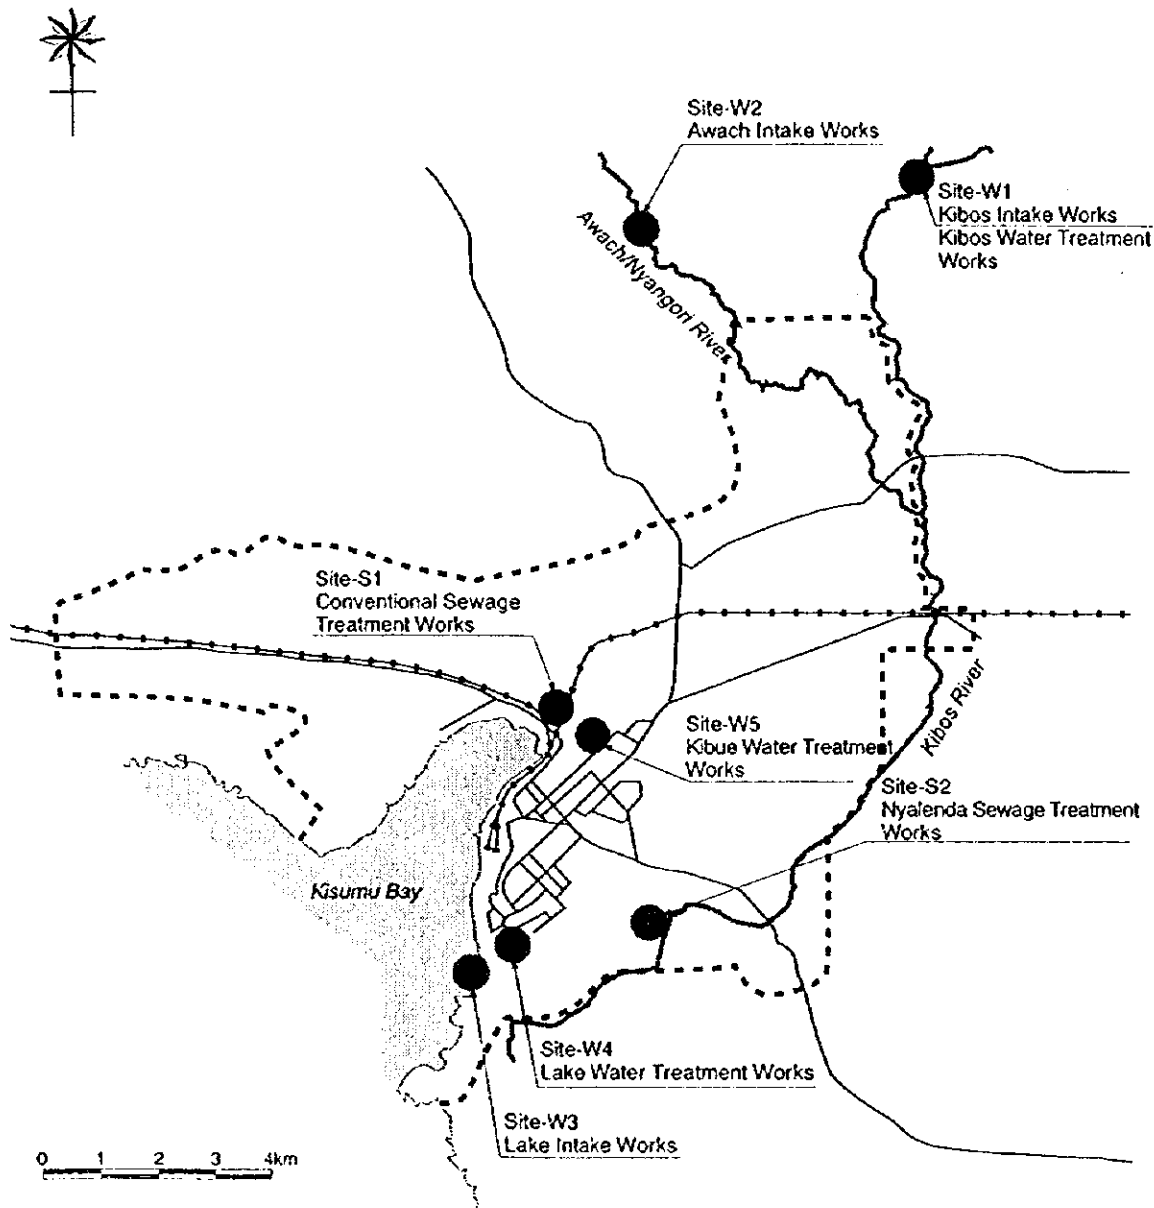 Site-W2
Awach Intake Works
Site-W1
Kibos Intake Works
Kibos Water Treatment
Works
Awach/Nyangori River
Site-S1
Conventional Sewage
Treatment Works
Kibos River
Site-W5
Kibue Water Treatment
Works
Site-S2
Nyalenda Sewage Treatment
Works
Kisumu Bay
Site-W4
Lake Water Treatment Works
Site-W3
Lake Intake Works
0 1 2 3 4km